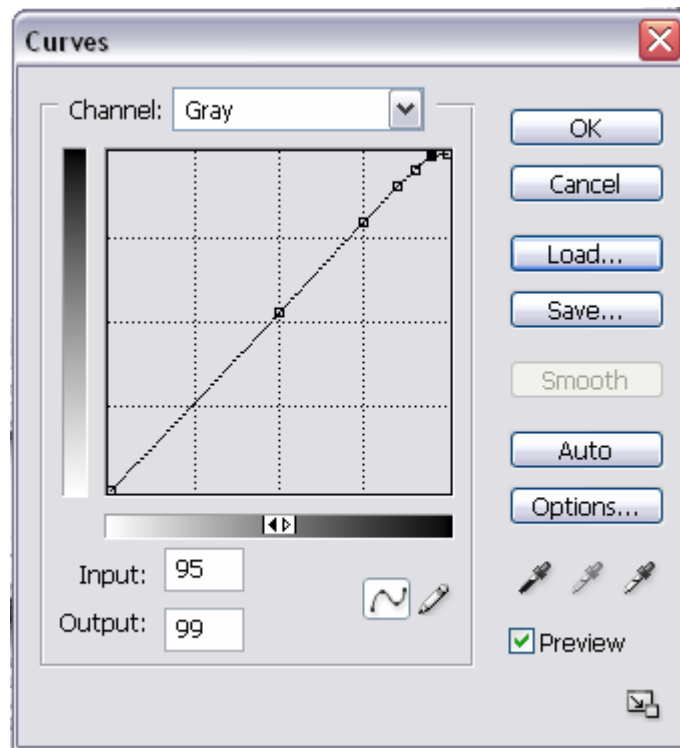 Curves
Channel: Gray
OK
Cancel
Load...
Save...
Smooth
Auto
Options...
Input: 95
Output: 99
Preview